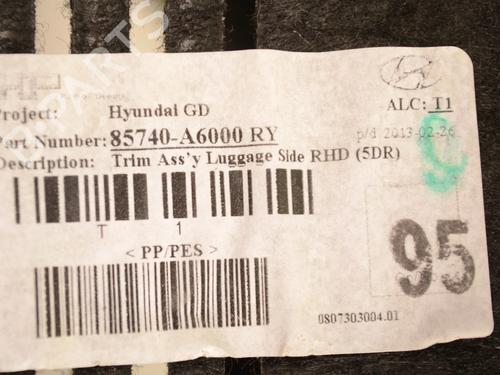 Project: Hyundai GD
ALC: T1
Part Number: 85740-A6000 RY
p/d 2013-02-26
Description: Trim Ass'y Luggage Side RHD (5DR)
T 1
< PP/PES >
95
0807303004.01